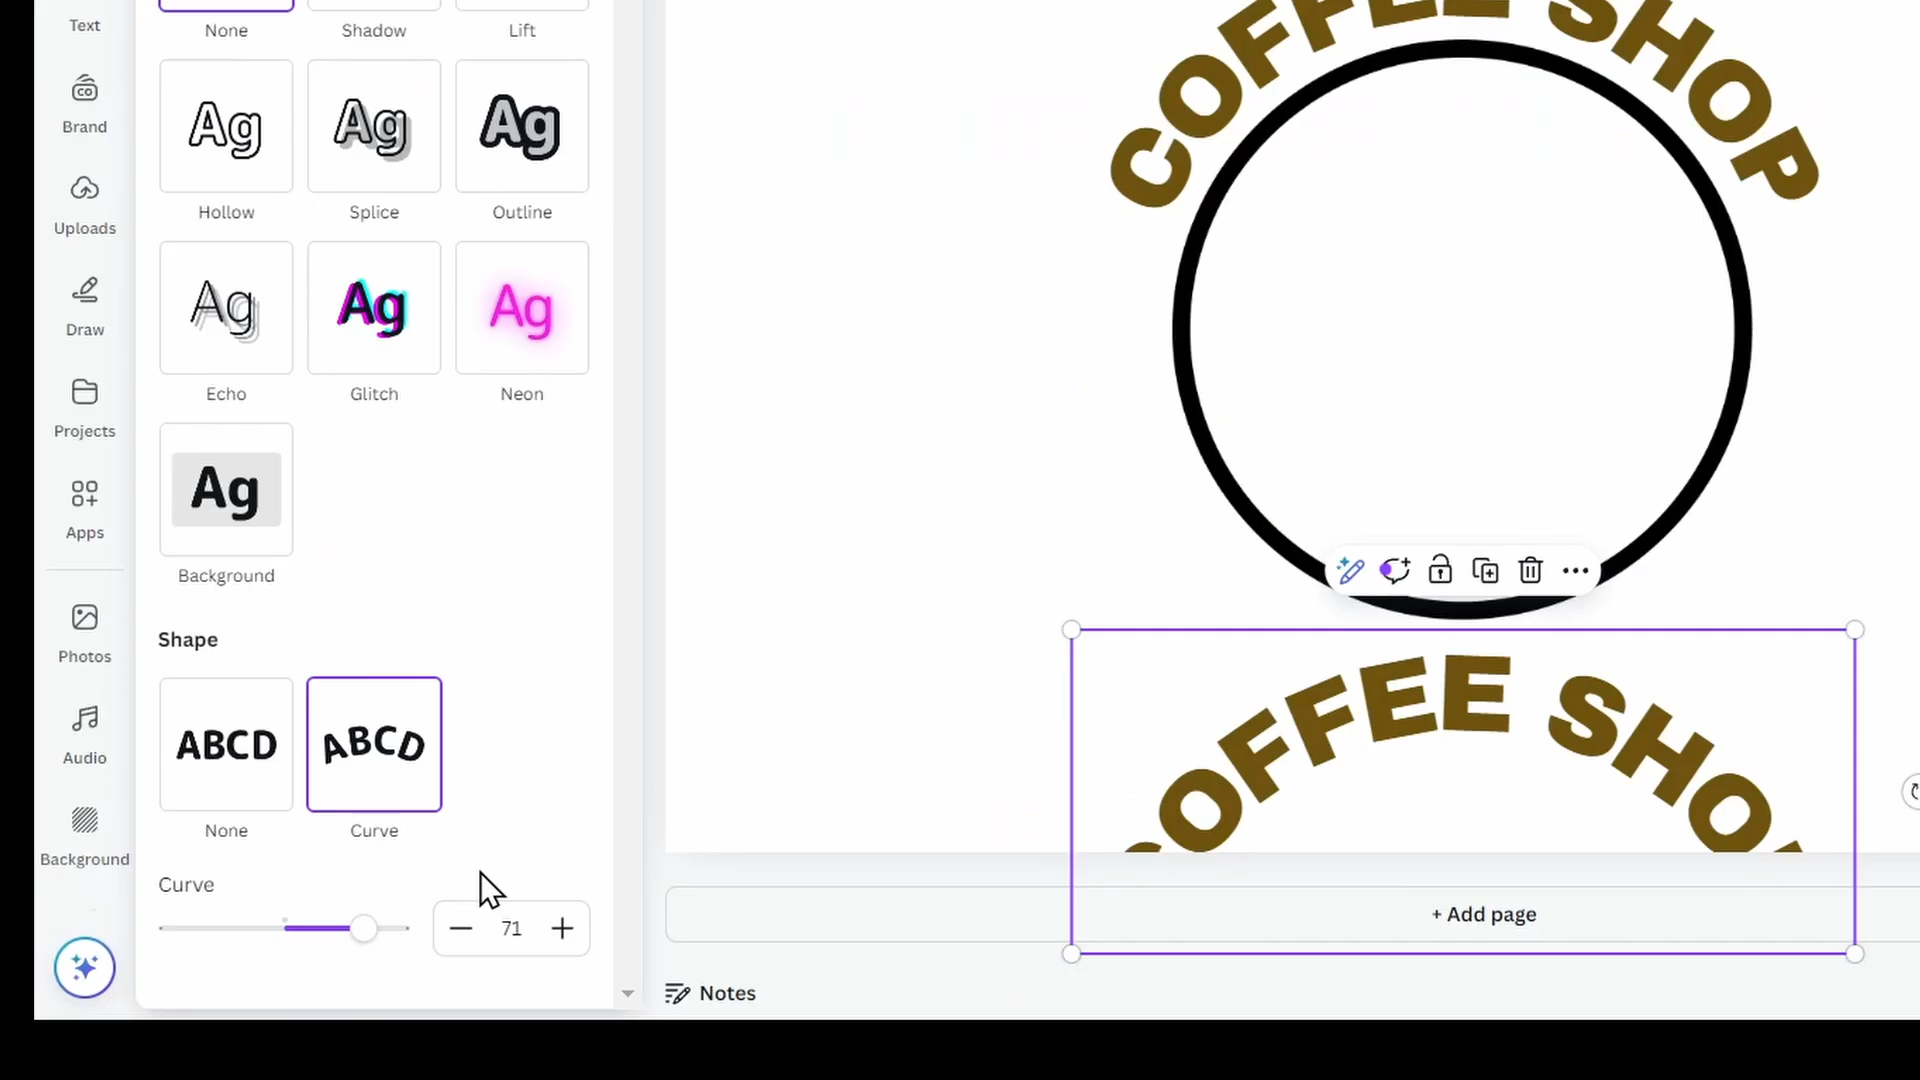 Text
Brand
Uploads
Draw
Projects
Apps
Photos
Audio
Background
None
Shadow
Lift
Ag
Ag
Ag
Hollow
Splice
Outline
Ag
Ag
Ag
Echo
Glitch
Neon
Ag
Background
Shape
ABCD
ABCD
None
Curve
Curve
71
COFFEE SHOP
COFFEE SHOP
+ Add page
Notes